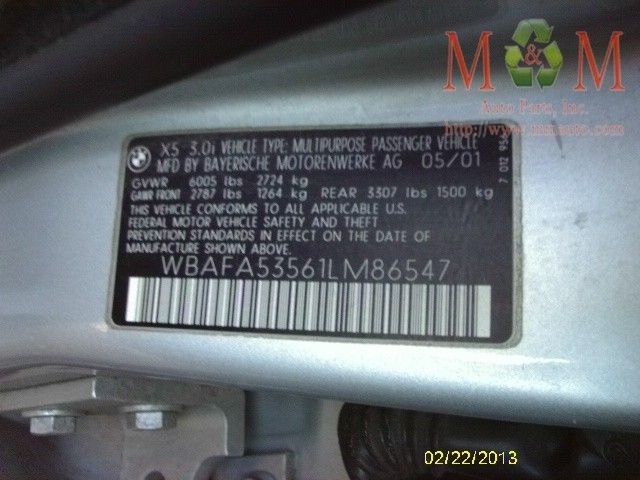 M & M
Auto Parts, Inc.
http://www.mmauto.com
X5 3.0i VEHICLE TYPE: MULTIPURPOSE PASSENGER VEHICLE
MFD BY BAYERISCHE MOTORENWERKE AG 05/01
GVWR 6005 lbs 2724 kg
GAWR FRONT 2787 lbs 1264 kg REAR 3307 lbs 1500 kg
THIS VEHICLE CONFORMS TO ALL APPLICABLE U.S.
FEDERAL MOTOR VEHICLE SAFETY AND THEFT
PREVENTION STANDARDS IN EFFECT ON THE DATE OF
MANUFACTURE SHOWN ABOVE.
WBAFA53561LM86547
7 012
02/22/2013